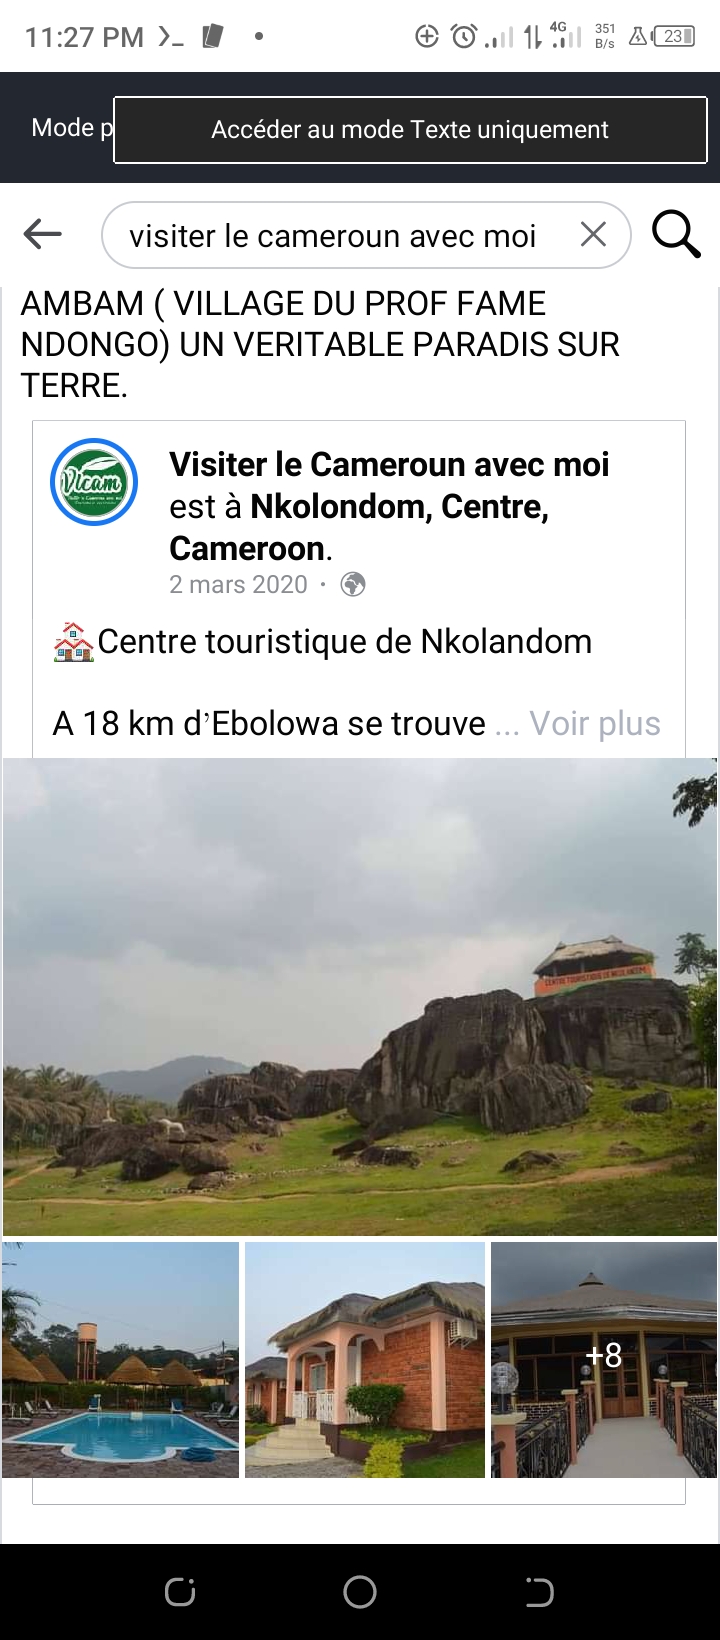 11:27 PM
4G
351 B/s
23
Mode p
Accéder au mode Texte uniquement
visiter le cameroun avec moi
AMBAM ( VILLAGE DU PROF FAME
NDONGO) UN VERITABLE PARADIS SUR
TERRE.
Vicam
Visiter le Cameroun avec moi
est à Nkolondom, Centre,
Cameroon.
2 mars 2020 ·
Centre touristique de Nkolandom
A 18 km d’Ebolowa se trouve ... Voir plus
CENTRE TOURISTIQUE DE NKOLANDOM
+8